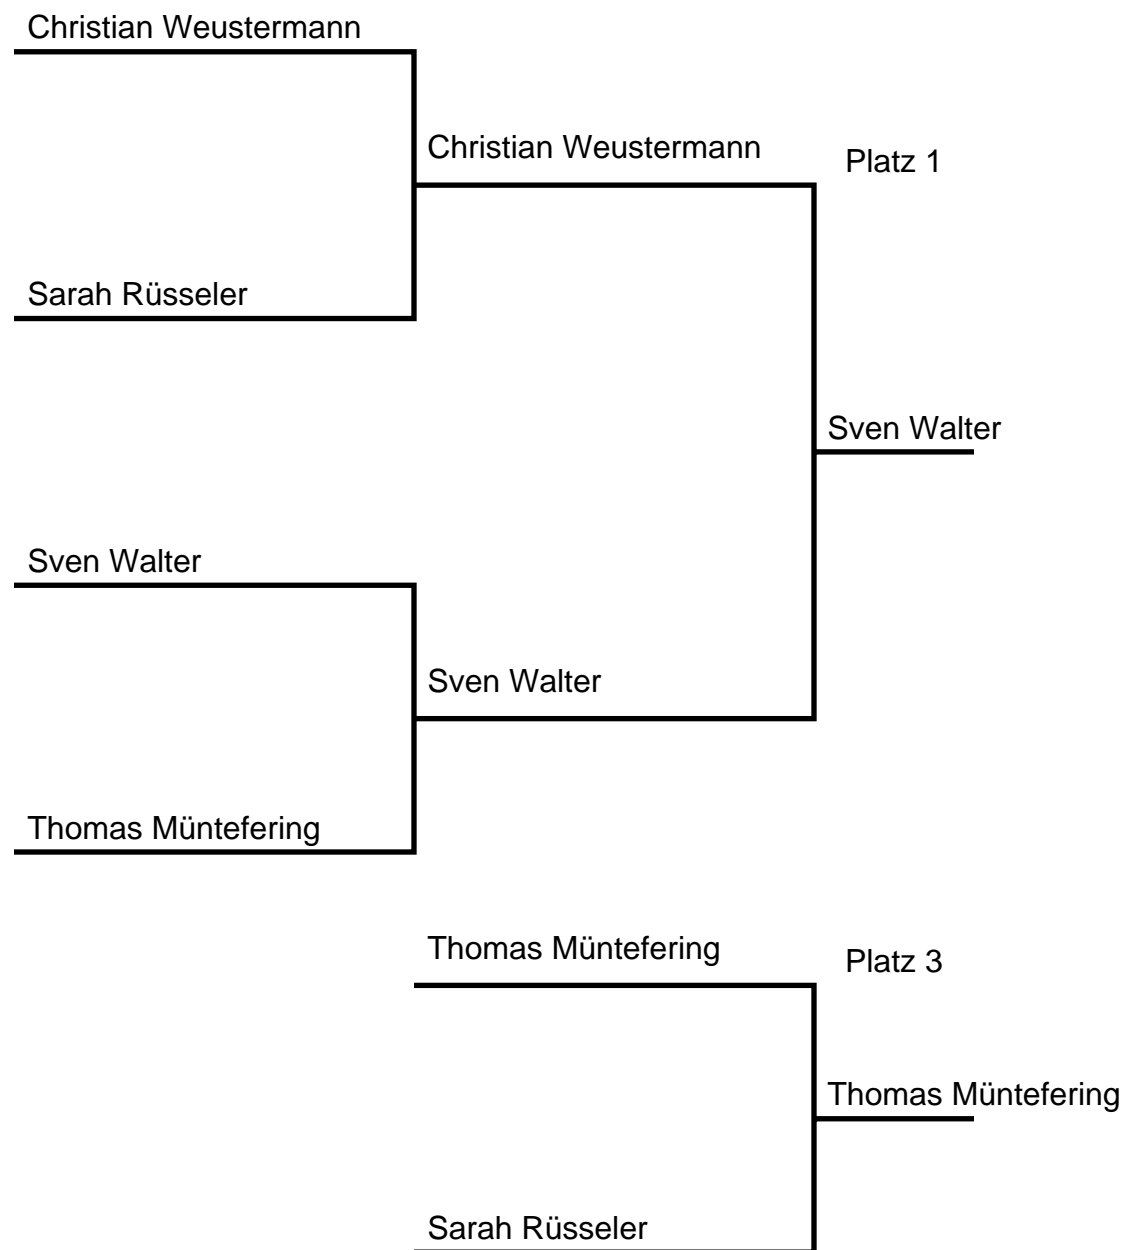 Christian Weustermann
Christian Weustermann
Platz 1
Sarah Rüsseler
Sven Walter
Sven Walter
Sven Walter
Thomas Müntefering
Thomas Müntefering
Platz 3
Thomas Müntefering
Sarah Rüsseler